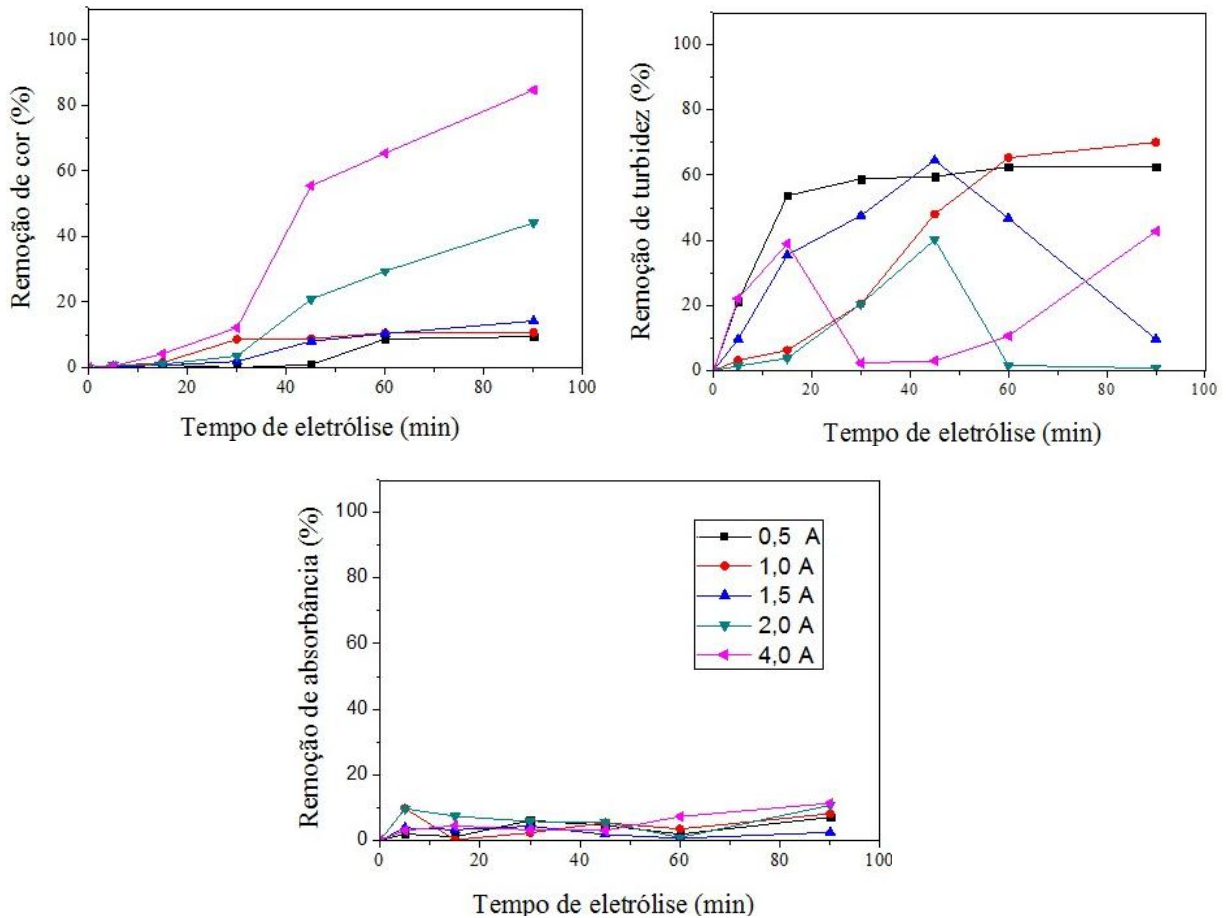 Remoção de cor (%)
100
80
60
40
20
0
0 20 40 60 80 100
Tempo de eletrólise (min)
Remoção de turbidez (%)
100
80
60
40
20
0
0 20 40 60 80 100
Tempo de eletrólise (min)
Remoção de absorbância (%)
100
80
60
40
20
0
0 20 40 60 80 100
Tempo de eletrólise (min)
0,5 A
1,0 A
1,5 A
2,0 A
4,0 A